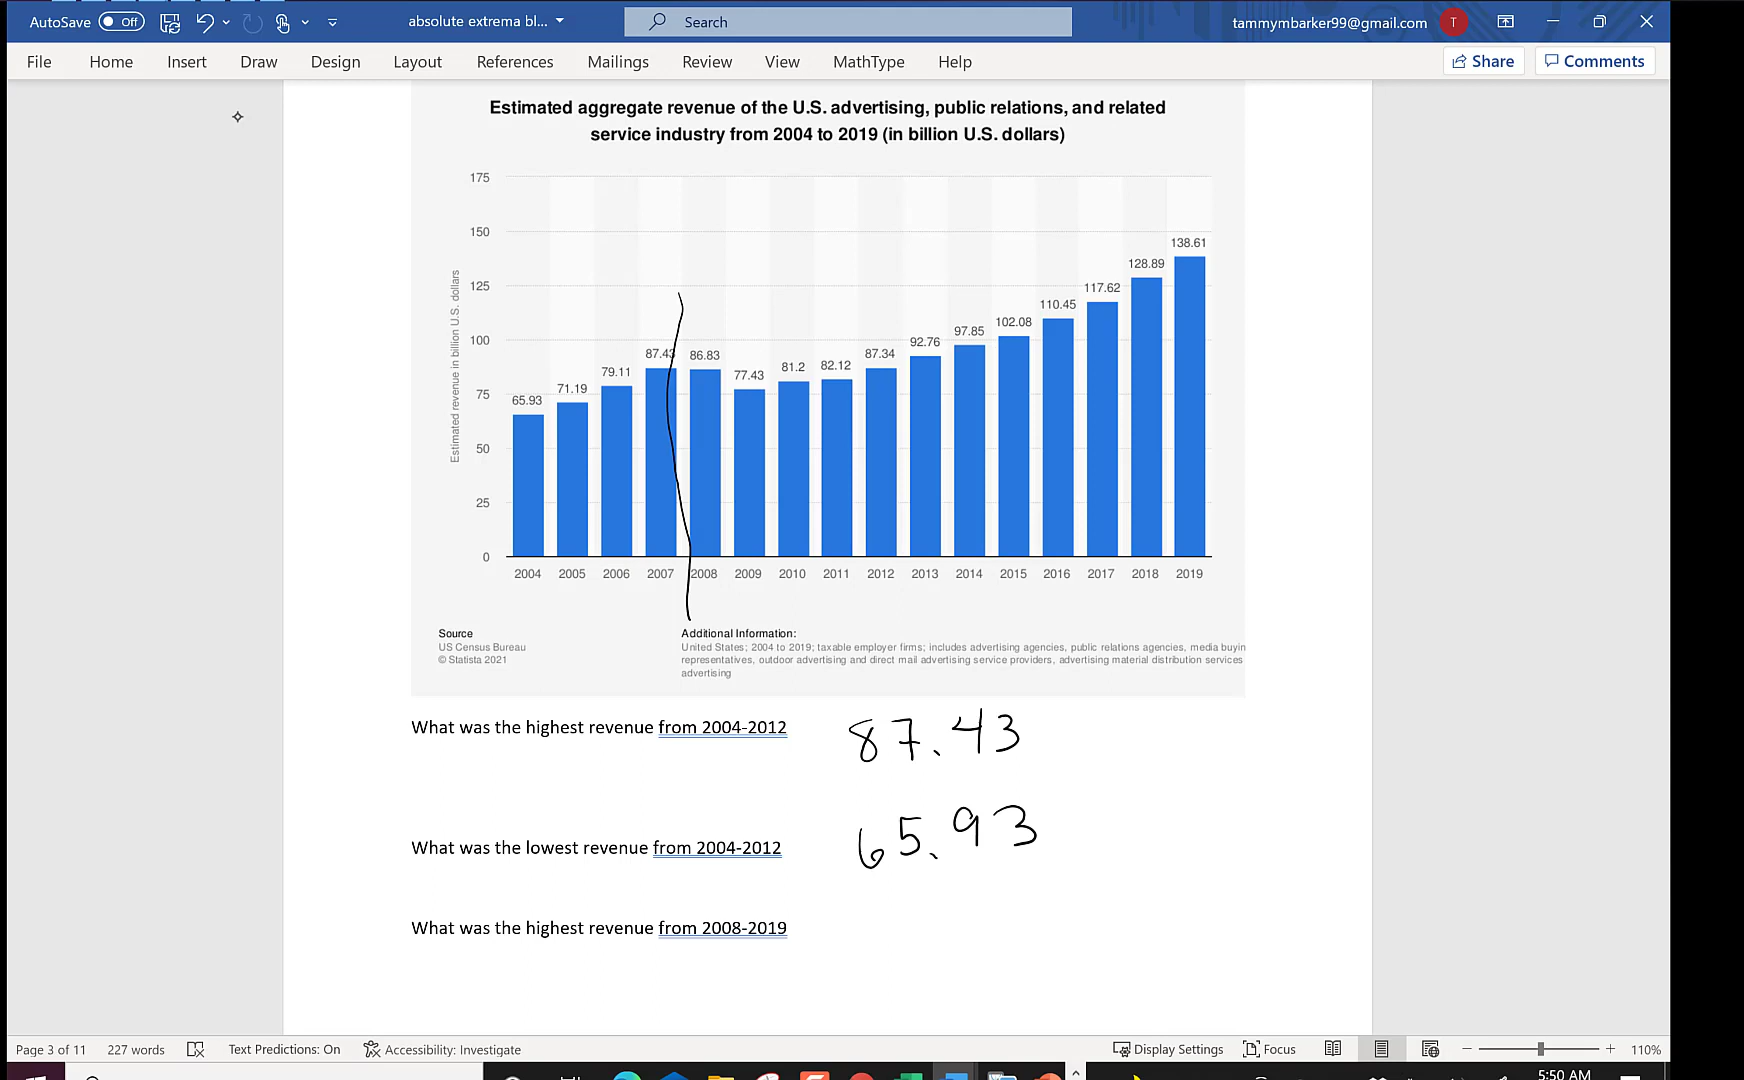 AutoSave Off absolute extrema bl... Search tammymbarker99@gmail.com T
File Home Insert Draw Design Layout References Mailings Review View MathType Help Share Comments
Estimated aggregate revenue of the U.S. advertising, public relations, and related
service industry from 2004 to 2019 (in billion U.S. dollars)
Estimated revenue in billion U.S. dollars
175
150
125
100
75
50
25
0
65.93 71.19 79.11 87.43 86.83 77.43 81.2 82.12 87.34 92.76 97.85 102.08 110.45 117.62 128.89 138.61
2004 2005 2006 2007 2008 2009 2010 2011 2012 2013 2014 2015 2016 2017 2018 2019
Source
US Census Bureau
© Statista 2021
Additional Information:
United States; 2004 to 2019; taxable employer firms; includes advertising agencies, public relations agencies, media buyin
representatives, outdoor advertising and direct mail advertising service providers, advertising material distribution services
advertising
What was the highest revenue from 2004-2012 87.43
What was the lowest revenue from 2004-2012 65.93
What was the highest revenue from 2008-2019
Page 3 of 11 227 words Text Predictions: On Accessibility: Investigate Display Settings Focus 110%
5:50 AM